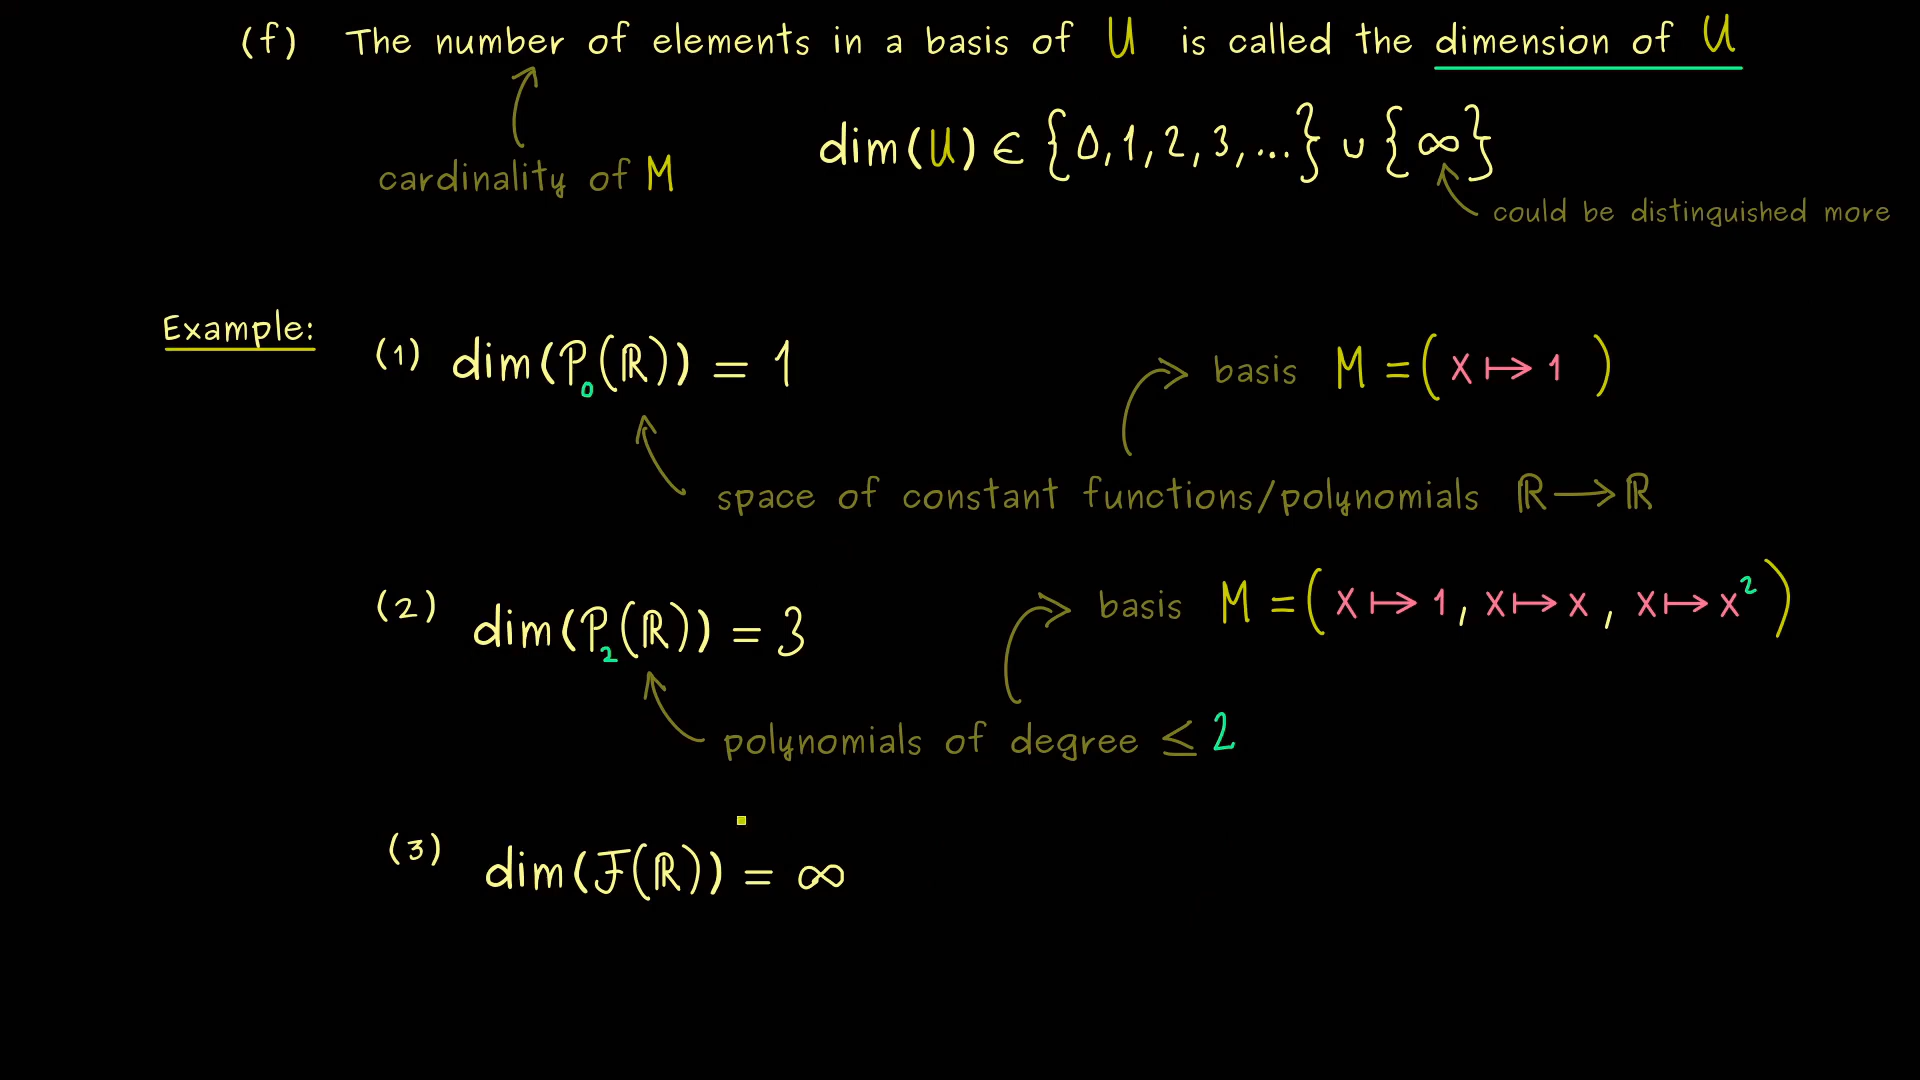 (f) The number of elements in a basis of U is called the dimension of U
cardinality of M
dim(U) ∈ {0, 1, 2, 3, ...} ∪ {∞}
could be distinguished more
Example:
(1) dim(P₀(ℝ)) = 1
basis M = (x ↦ 1)
space of constant functions/polynomials ℝ ⟶ ℝ
(2) dim(P₂(ℝ)) = 3
basis M = (x ↦ 1, x ↦ x, x ↦ x²)
polynomials of degree ≤ 2
(3) dim(ℱ(ℝ)) = ∞